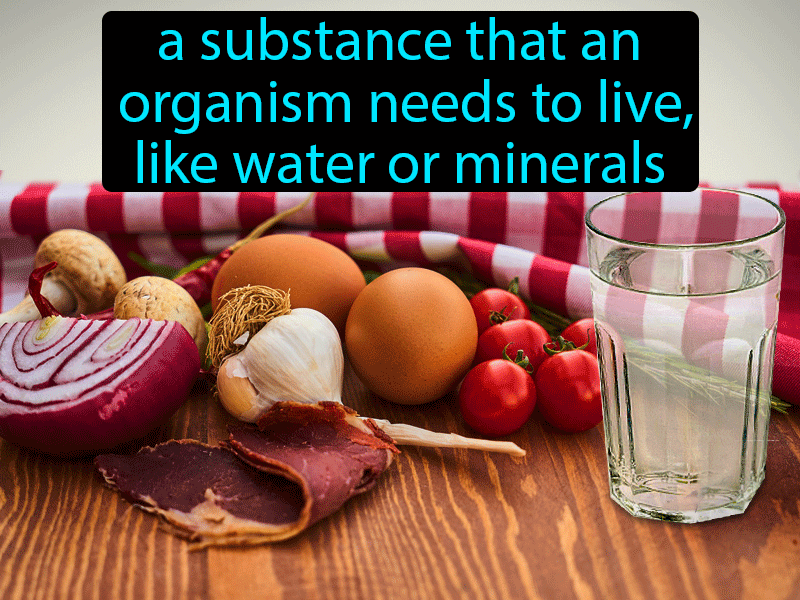 a substance that an
organism needs to live,
like water or minerals